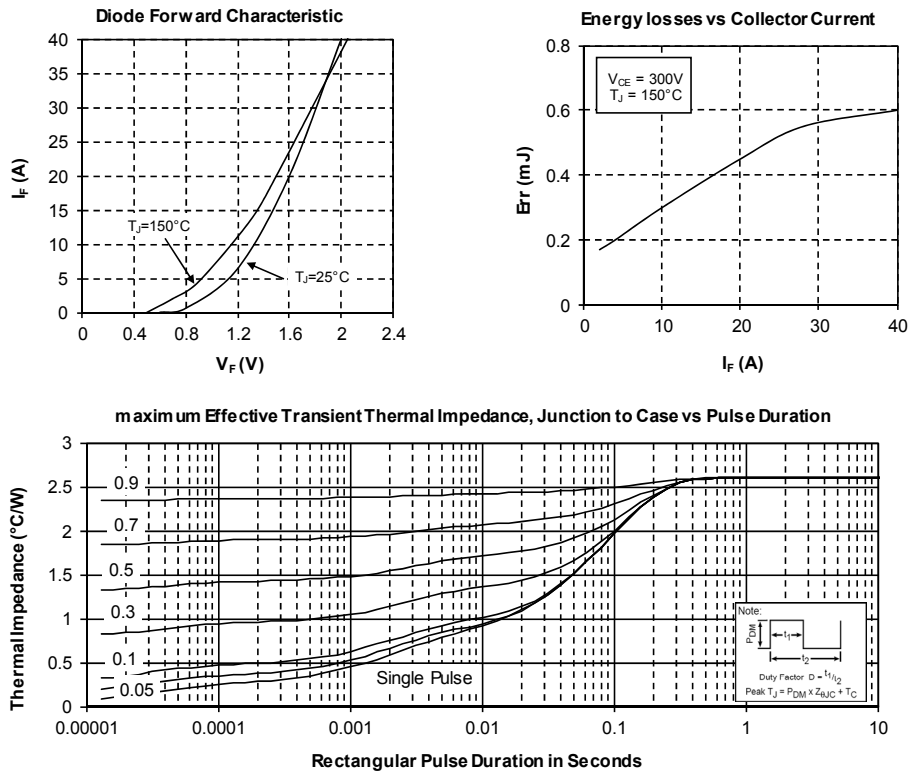 Diode Forward Characteristic
40
35
30
25
20
15
10
5
0
I_F (A)
T_J=150°C
T_J=25°C
0 0.4 0.8 1.2 1.6 2.0 2.4
V_F (V)
Energy losses vs Collector Current
0.8
0.6
0.4
0.2
0
Err (mJ)
V_CE = 300V
T_J = 150°C
0 10 20 30 40
I_F (A)
maximum Effective Transient Thermal Impedance, Junction to Case vs Pulse Duration
3
2.5
2
1.5
1
0.5
0
Thermal Impedance (°C/W)
0.9
0.7
0.5
0.3
0.1
0.05
Single Pulse
Note:
P_DM
t_1
t_2
Duty Factor D = t_1/t_2
Peak T_J = P_DM x Z_θJC + T_C
0.00001 0.0001 0.001 0.01 0.1 1 10
Rectangular Pulse Duration in Seconds